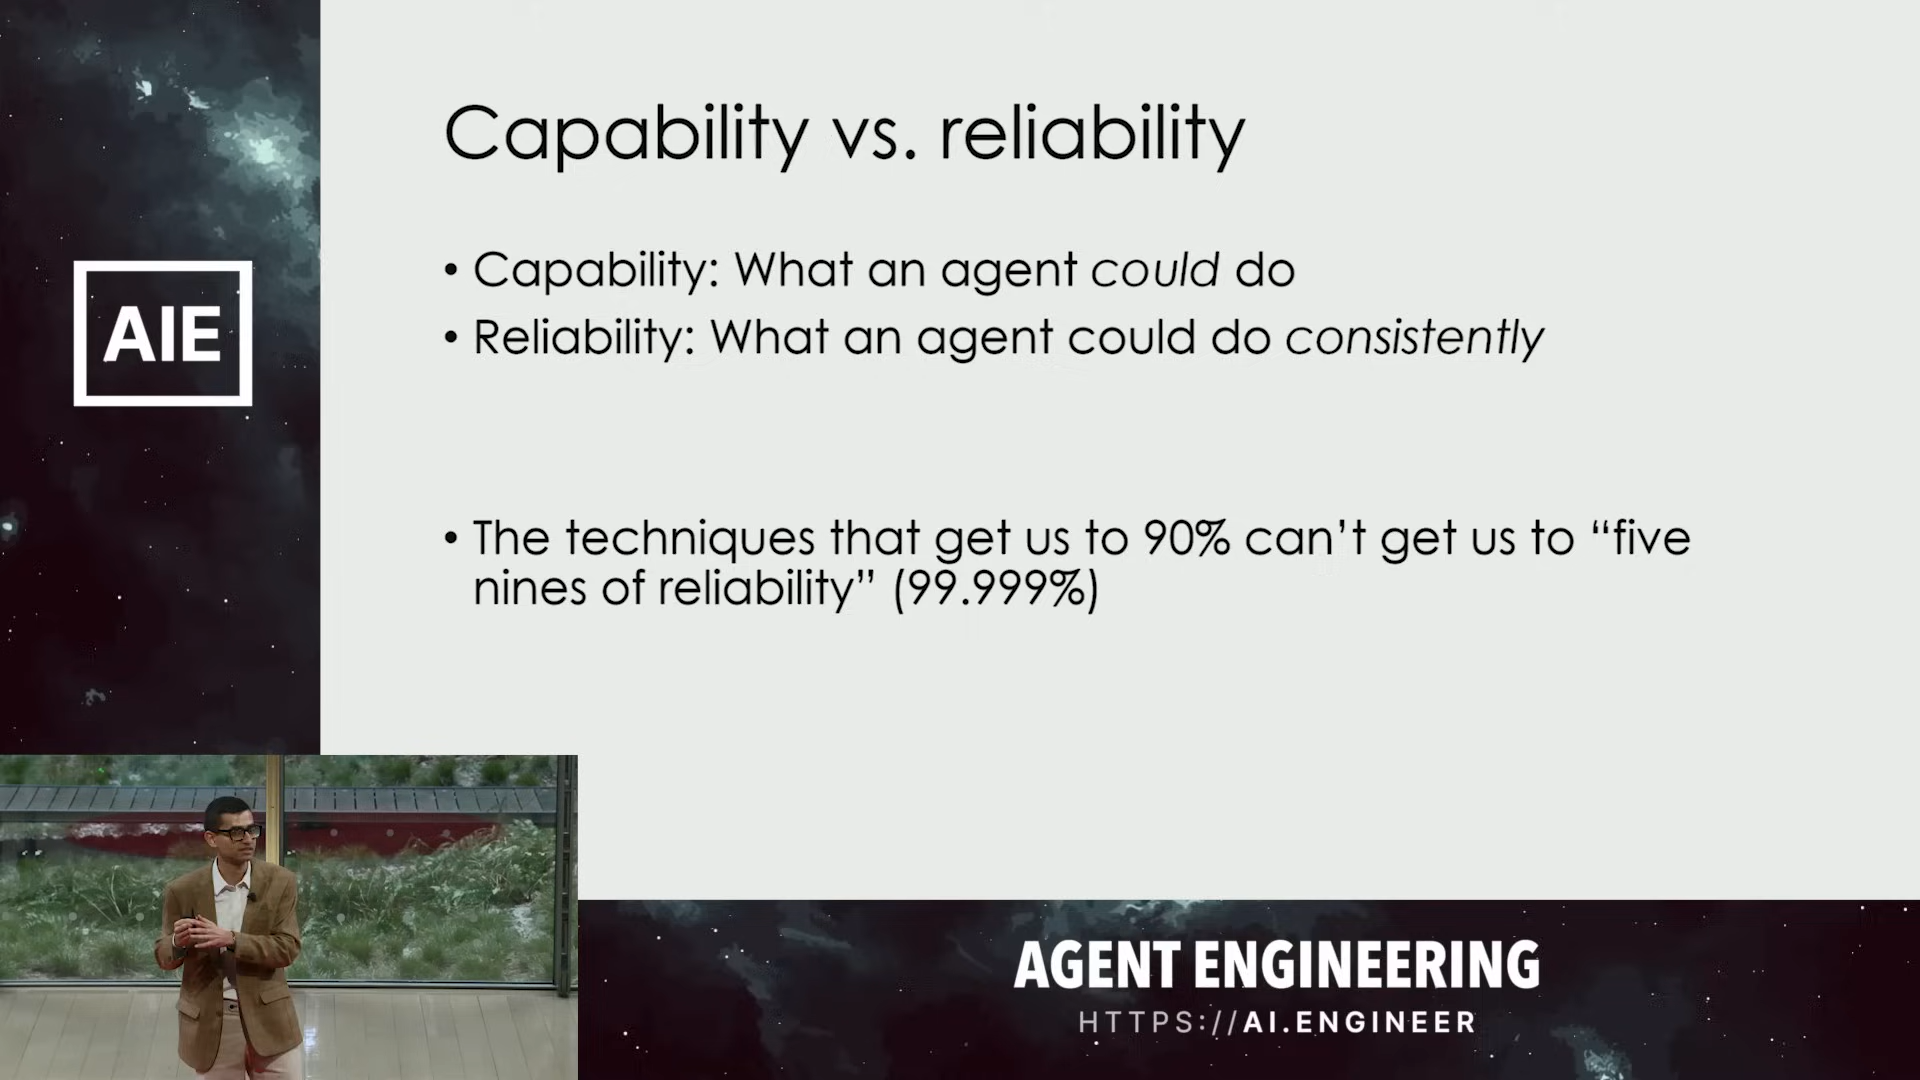 AIE
Capability vs. reliability
• Capability: What an agent could do
• Reliability: What an agent could do consistently
• The techniques that get us to 90% can’t get us to “five
nines of reliability” (99.999%)
AGENT ENGINEERING
HTTPS://AI.ENGINEER